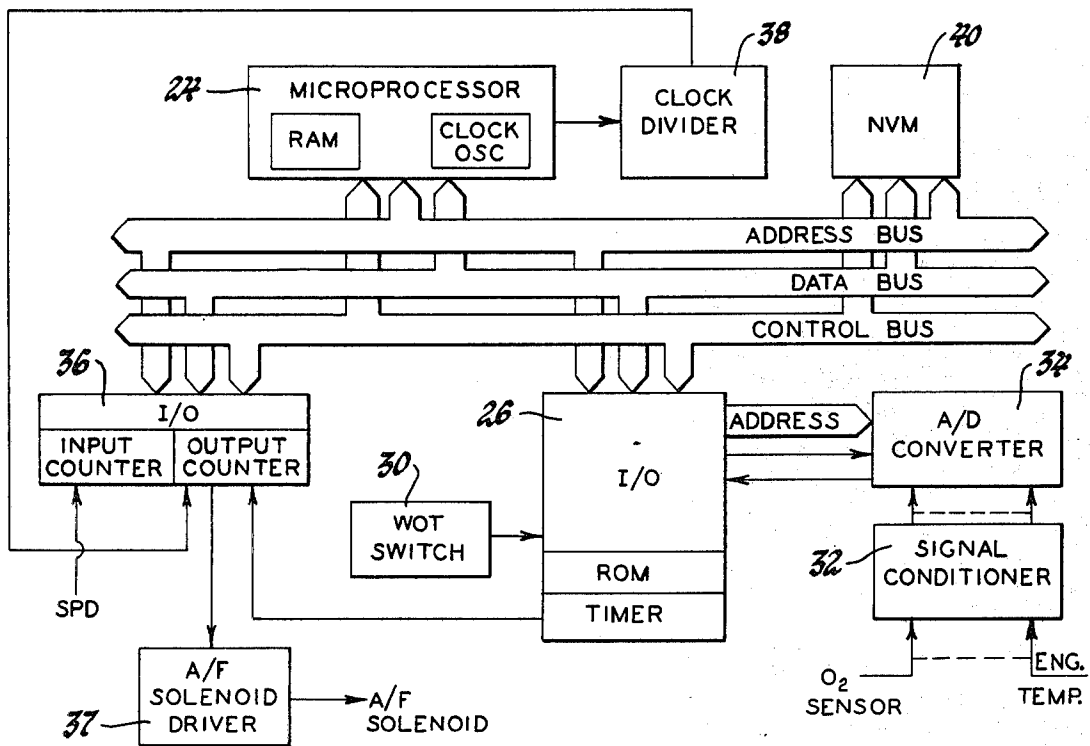 38
40
24
MICROPROCESSOR
RAM
CLOCK
OSC
CLOCK
DIVIDER
NVM
ADDRESS BUS
DATA BUS
CONTROL BUS
36
I/O
INPUT
COUNTER
OUTPUT
COUNTER
26
I/O
ROM
TIMER
ADDRESS
34
A/D
CONVERTER
30
WOT
SWITCH
32
SIGNAL
CONDITIONER
SPD
A/F
SOLENOID
DRIVER
37
A/F
SOLENOID
O2
SENSOR
ENG.
TEMP.